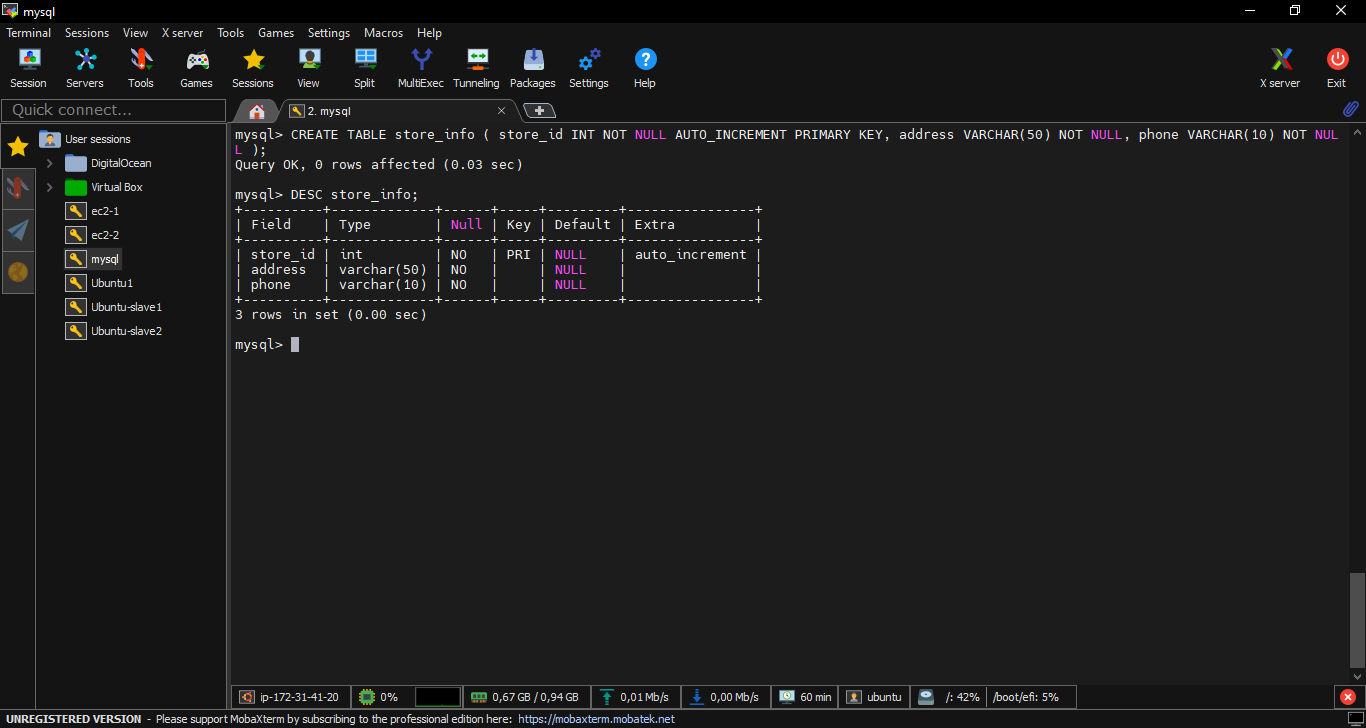 mysql
Terminal Sessions View X server Tools Games Settings Macros Help
Session Servers Tools Games Sessions View Split MultiExec Tunneling Packages Settings Help X server Exit
Quick connect...
2. mysql
User sessions
DigitalOcean
Virtual Box
ec2-1
ec2-2
mysql
Ubuntu1
Ubuntu-slave1
Ubuntu-slave2
mysql> CREATE TABLE store_info ( store_id INT NOT NULL AUTO_INCREMENT PRIMARY KEY, address VARCHAR(50) NOT NULL, phone VARCHAR(10) NOT NUL
L );
Query OK, 0 rows affected (0.03 sec)
mysql> DESC store_info;
+----------+-------------+------+-----+---------+----------------+
| Field    | Type        | Null | Key | Default | Extra          |
+----------+-------------+------+-----+---------+----------------+
| store_id | int         | NO   | PRI | NULL    | auto_increment |
| address  | varchar(50) | NO   |     | NULL    |                |
| phone    | varchar(10) | NO   |     | NULL    |                |
+----------+-------------+------+-----+---------+----------------+
3 rows in set (0.00 sec)
mysql>
ip-172-31-41-20 0% 0,67 GB / 0,94 GB 0,01 Mb/s 0,00 Mb/s 60 min ubuntu /: 42% /boot/efi: 5%
UNREGISTERED VERSION - Please support MobaXterm by subscribing to the professional edition here: https://mobaxterm.mobatek.net